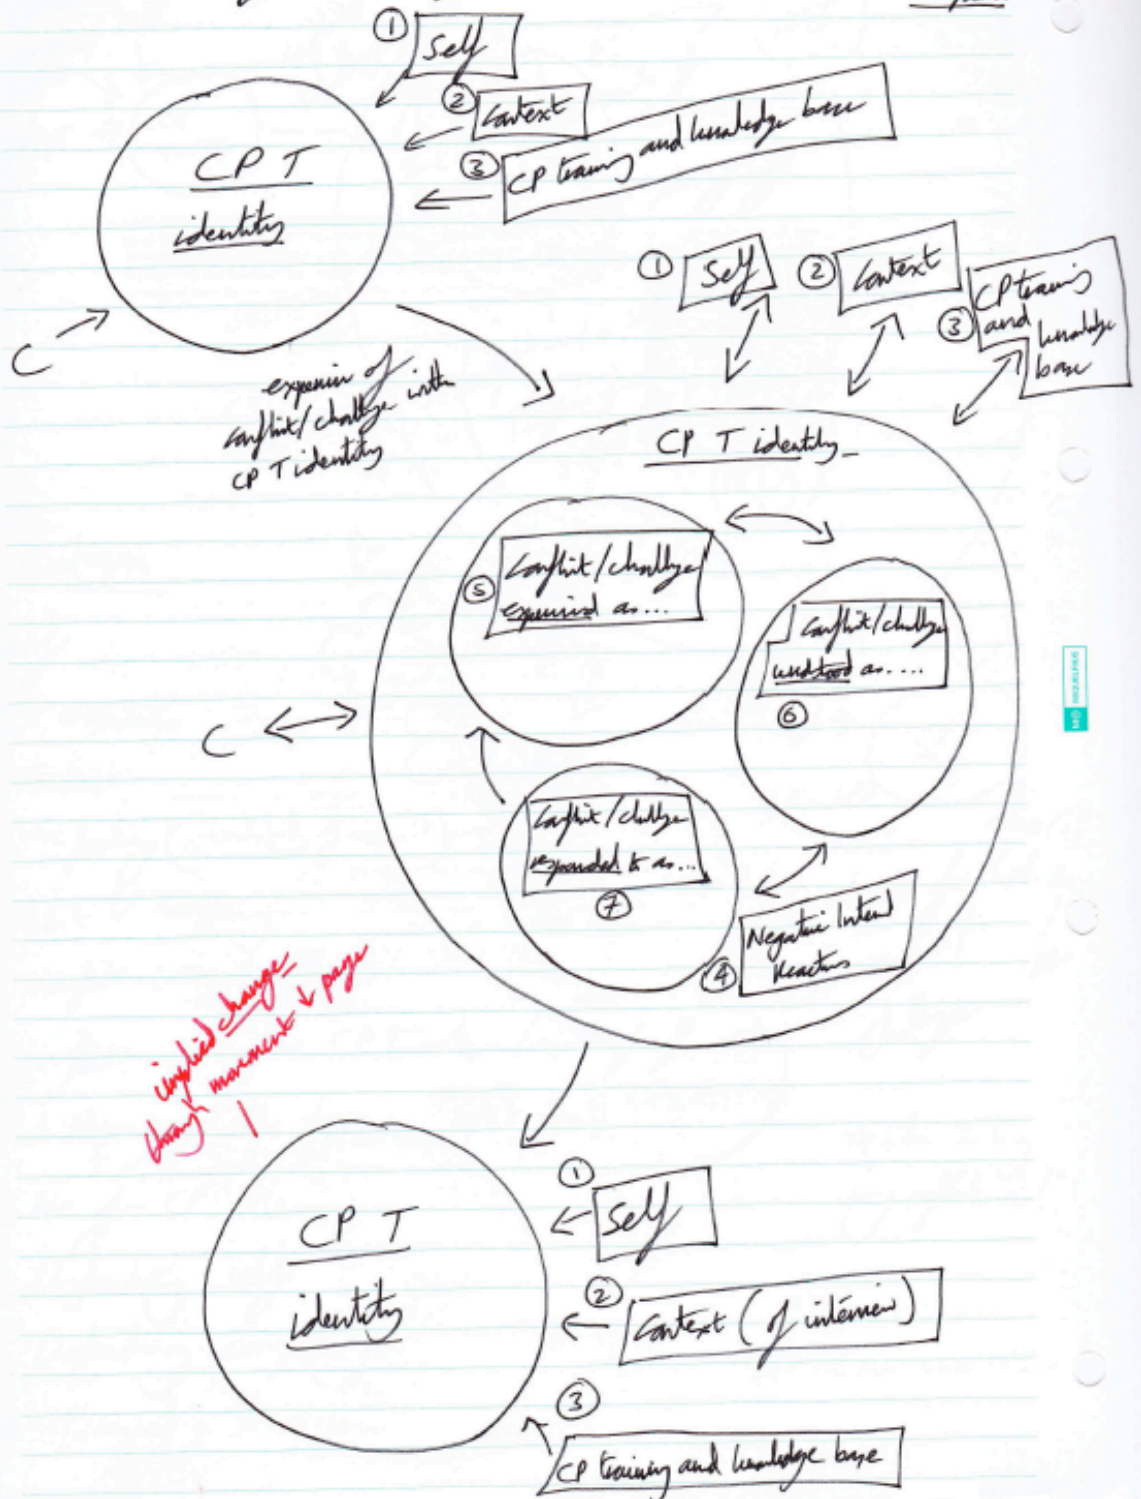 ① Self
② Context
③ CP training and knowledge base
CP T
identity
C
① Self
② Context
③ CP training
and knowledge
base
conflict/challenge with
CP T identity
CP T identity
⑤ Conflict/challenge
experienced as...
Conflict/challenge
understood as....
⑥
C
Conflict/challenge
responded to as...
⑦
④ Negative Internal
Reactions
implied change
through movement ↓ page
CP T
identity
① Self
② Context (of interview)
③
CP training and knowledge base